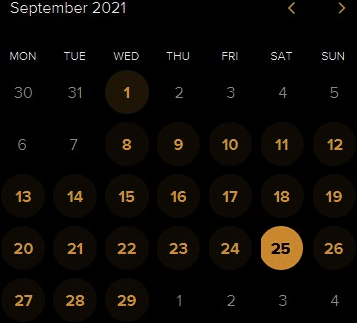 September 2021
MON TUE WED THU FRI SAT SUN
30 31 1 2 3 4 5
6 7 8 9 10 11 12
13 14 15 16 17 18 19
20 21 22 23 24 25 26
27 28 29 1 2 3 4